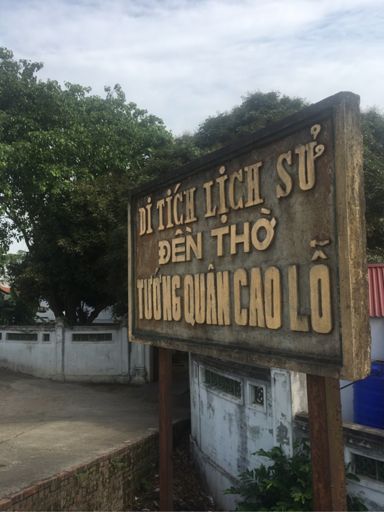 DI TÍCH LỊCH SỬ
ĐỀN THỜ
TƯỚNG QUÂN CAO LỖ